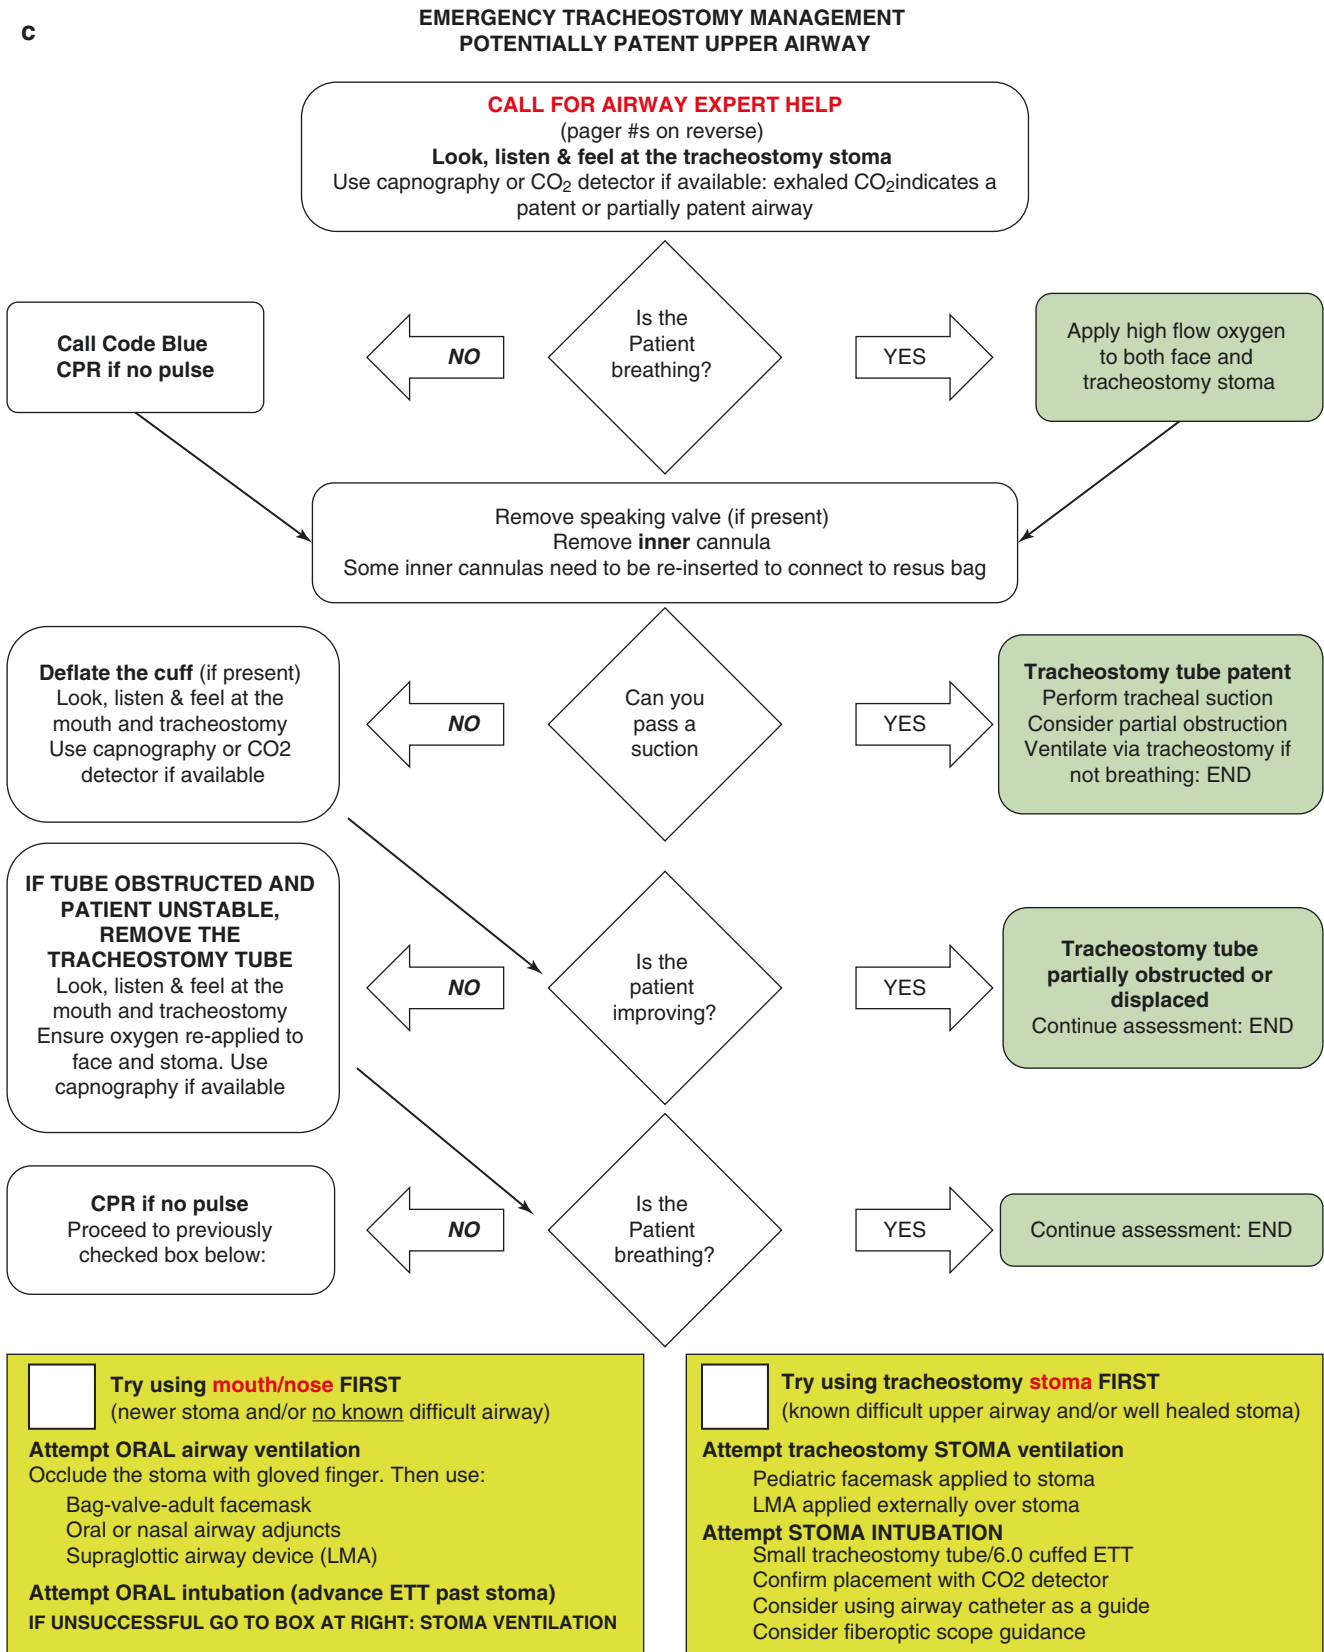 c
EMERGENCY TRACHEOSTOMY MANAGEMENT
POTENTIALLY PATENT UPPER AIRWAY
CALL FOR AIRWAY EXPERT HELP
(pager #s on reverse)
Look, listen & feel at the tracheostomy stoma
Use capnography or CO₂ detector if available: exhaled CO₂indicates a
patent or partially patent airway
Call Code Blue
CPR if no pulse
NO
Is the
Patient
breathing?
YES
Apply high flow oxygen
to both face and
tracheostomy stoma
Remove speaking valve (if present)
Remove inner cannula
Some inner cannulas need to be re-inserted to connect to resus bag
Deflate the cuff (if present)
Look, listen & feel at the
mouth and tracheostomy
Use capnography or CO2
detector if available
NO
Can you
pass a
suction
YES
Tracheostomy tube patent
Perform tracheal suction
Consider partial obstruction
Ventilate via tracheostomy if
not breathing: END
IF TUBE OBSTRUCTED AND
PATIENT UNSTABLE,
REMOVE THE
TRACHEOSTOMY TUBE
Look, listen & feel at the
mouth and tracheostomy
Ensure oxygen re-applied to
face and stoma. Use
capnography if available
NO
Is the
patient
improving?
YES
Tracheostomy tube
partially obstructed or
displaced
Continue assessment: END
CPR if no pulse
Proceed to previously
checked box below:
NO
Is the
Patient
breathing?
YES
Continue assessment: END
Try using mouth/nose FIRST
(newer stoma and/or no known difficult airway)
Attempt ORAL airway ventilation
Occlude the stoma with gloved finger. Then use:
Bag-valve-adult facemask
Oral or nasal airway adjuncts
Supraglottic airway device (LMA)
Attempt ORAL intubation (advance ETT past stoma)
IF UNSUCCESSFUL GO TO BOX AT RIGHT: STOMA VENTILATION
Try using tracheostomy stoma FIRST
(known difficult upper airway and/or well healed stoma)
Attempt tracheostomy STOMA ventilation
Pediatric facemask applied to stoma
LMA applied externally over stoma
Attempt STOMA INTUBATION
Small tracheostomy tube/6.0 cuffed ETT
Confirm placement with CO2 detector
Consider using airway catheter as a guide
Consider fiberoptic scope guidance